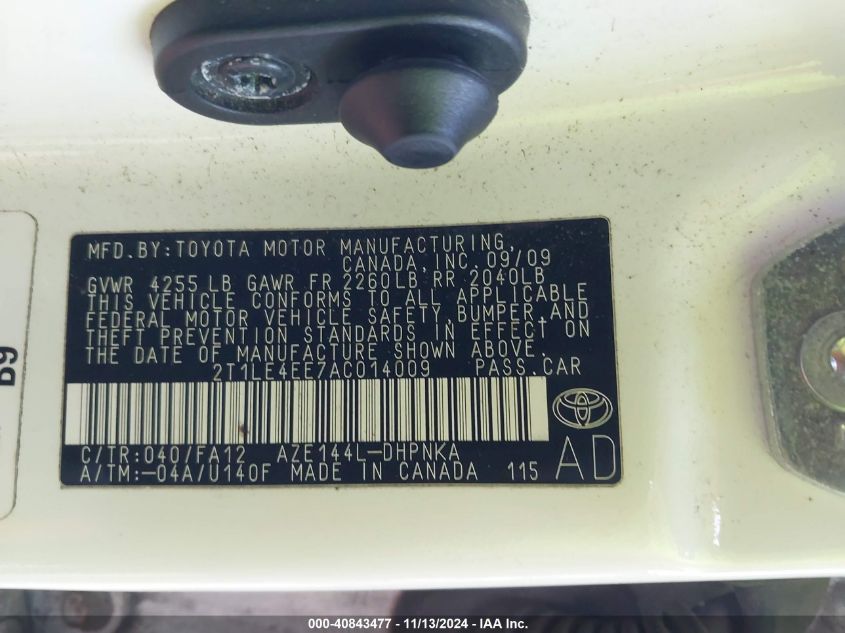 MFD.BY:TOYOTA MOTOR MANUFACTURING,
CANADA,INC. 09/09
GVWR 4255 LB GAWR FR 2260LB RR 2040LB
THIS VEHICLE CONFORMS TO ALL APPLICABLE
FEDERAL MOTOR VEHICLE SAFETY, BUMPER,AND
THEFT PREVENTION STANDARDS IN EFFECT ON
THE DATE OF MANUFACTURE SHOWN ABOVE.
2T1LE4EE7AC014009 PASS.CAR
C/TR:040/FA12 AZE144L-DHPNKA
A/TM:-04A/U140F MADE IN CANADA 115
AD
000-40843477 - 11/13/2024 - IAA Inc.